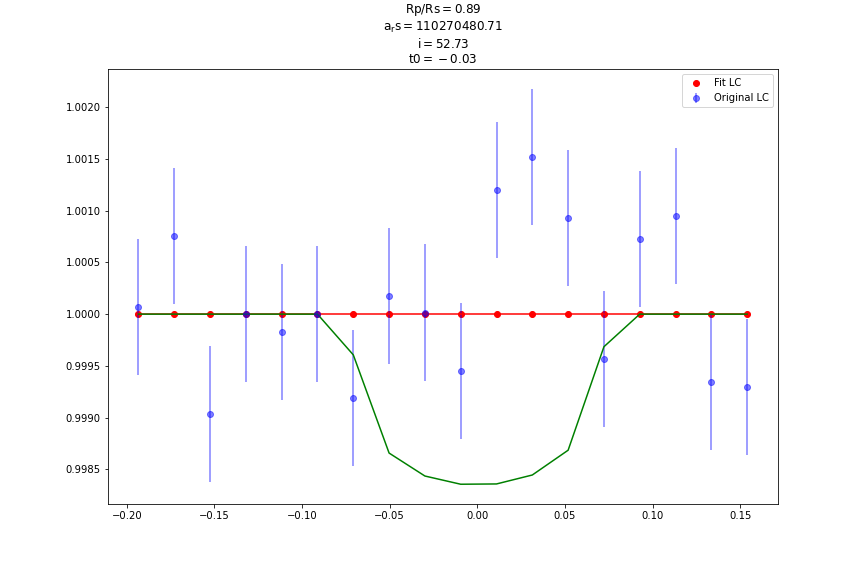 Rp/Rs = 0.89
aᵣs = 110270480.71
i = 52.73
t0 = −0.03
Fit LC
Original LC
1.0020
1.0015
1.0010
1.0005
1.0000
0.9995
0.9990
0.9985
−0.20 −0.15 −0.10 −0.05 0.00 0.05 0.10 0.15